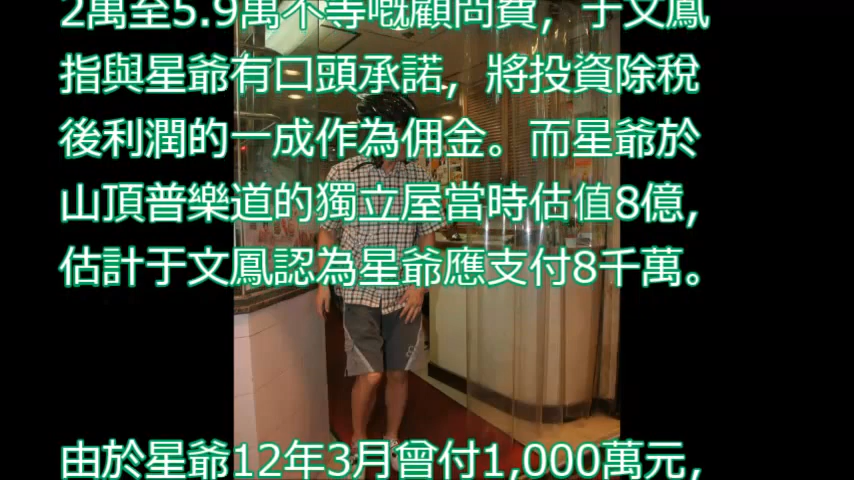 2萬至5.9萬不等嘅顧問費，于文鳳
指與星爺有口頭承諾，將投資除稅
後利潤的一成作為佣金。而星爺於
山頂普樂道的獨立屋當時估值8億，
估計于文鳳認為星爺應支付8千萬。
由於星爺12年3月曾付1,000萬元，